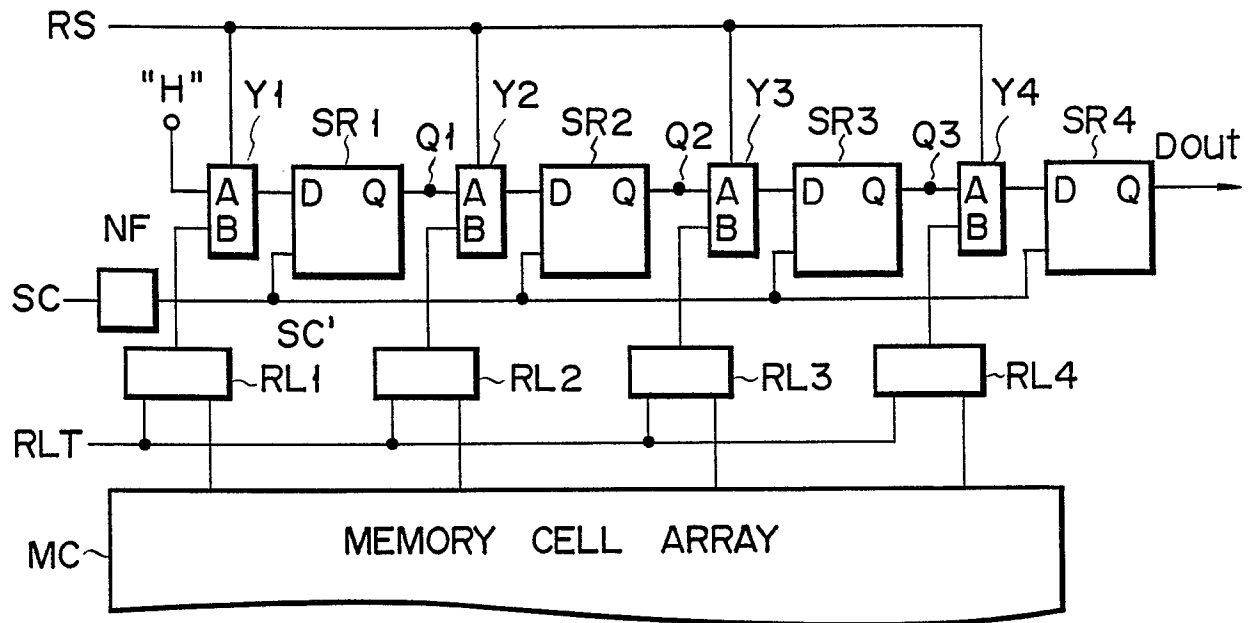 RS
"H" Y1 SR1 Q1 Y2 SR2 Q2 Y3 SR3 Q3 Y4 SR4 Dout
A D Q A D Q A D Q A D Q
B B B B
NF
SC
SC'
RL1 RL2 RL3 RL4
RLT
MC MEMORY CELL ARRAY